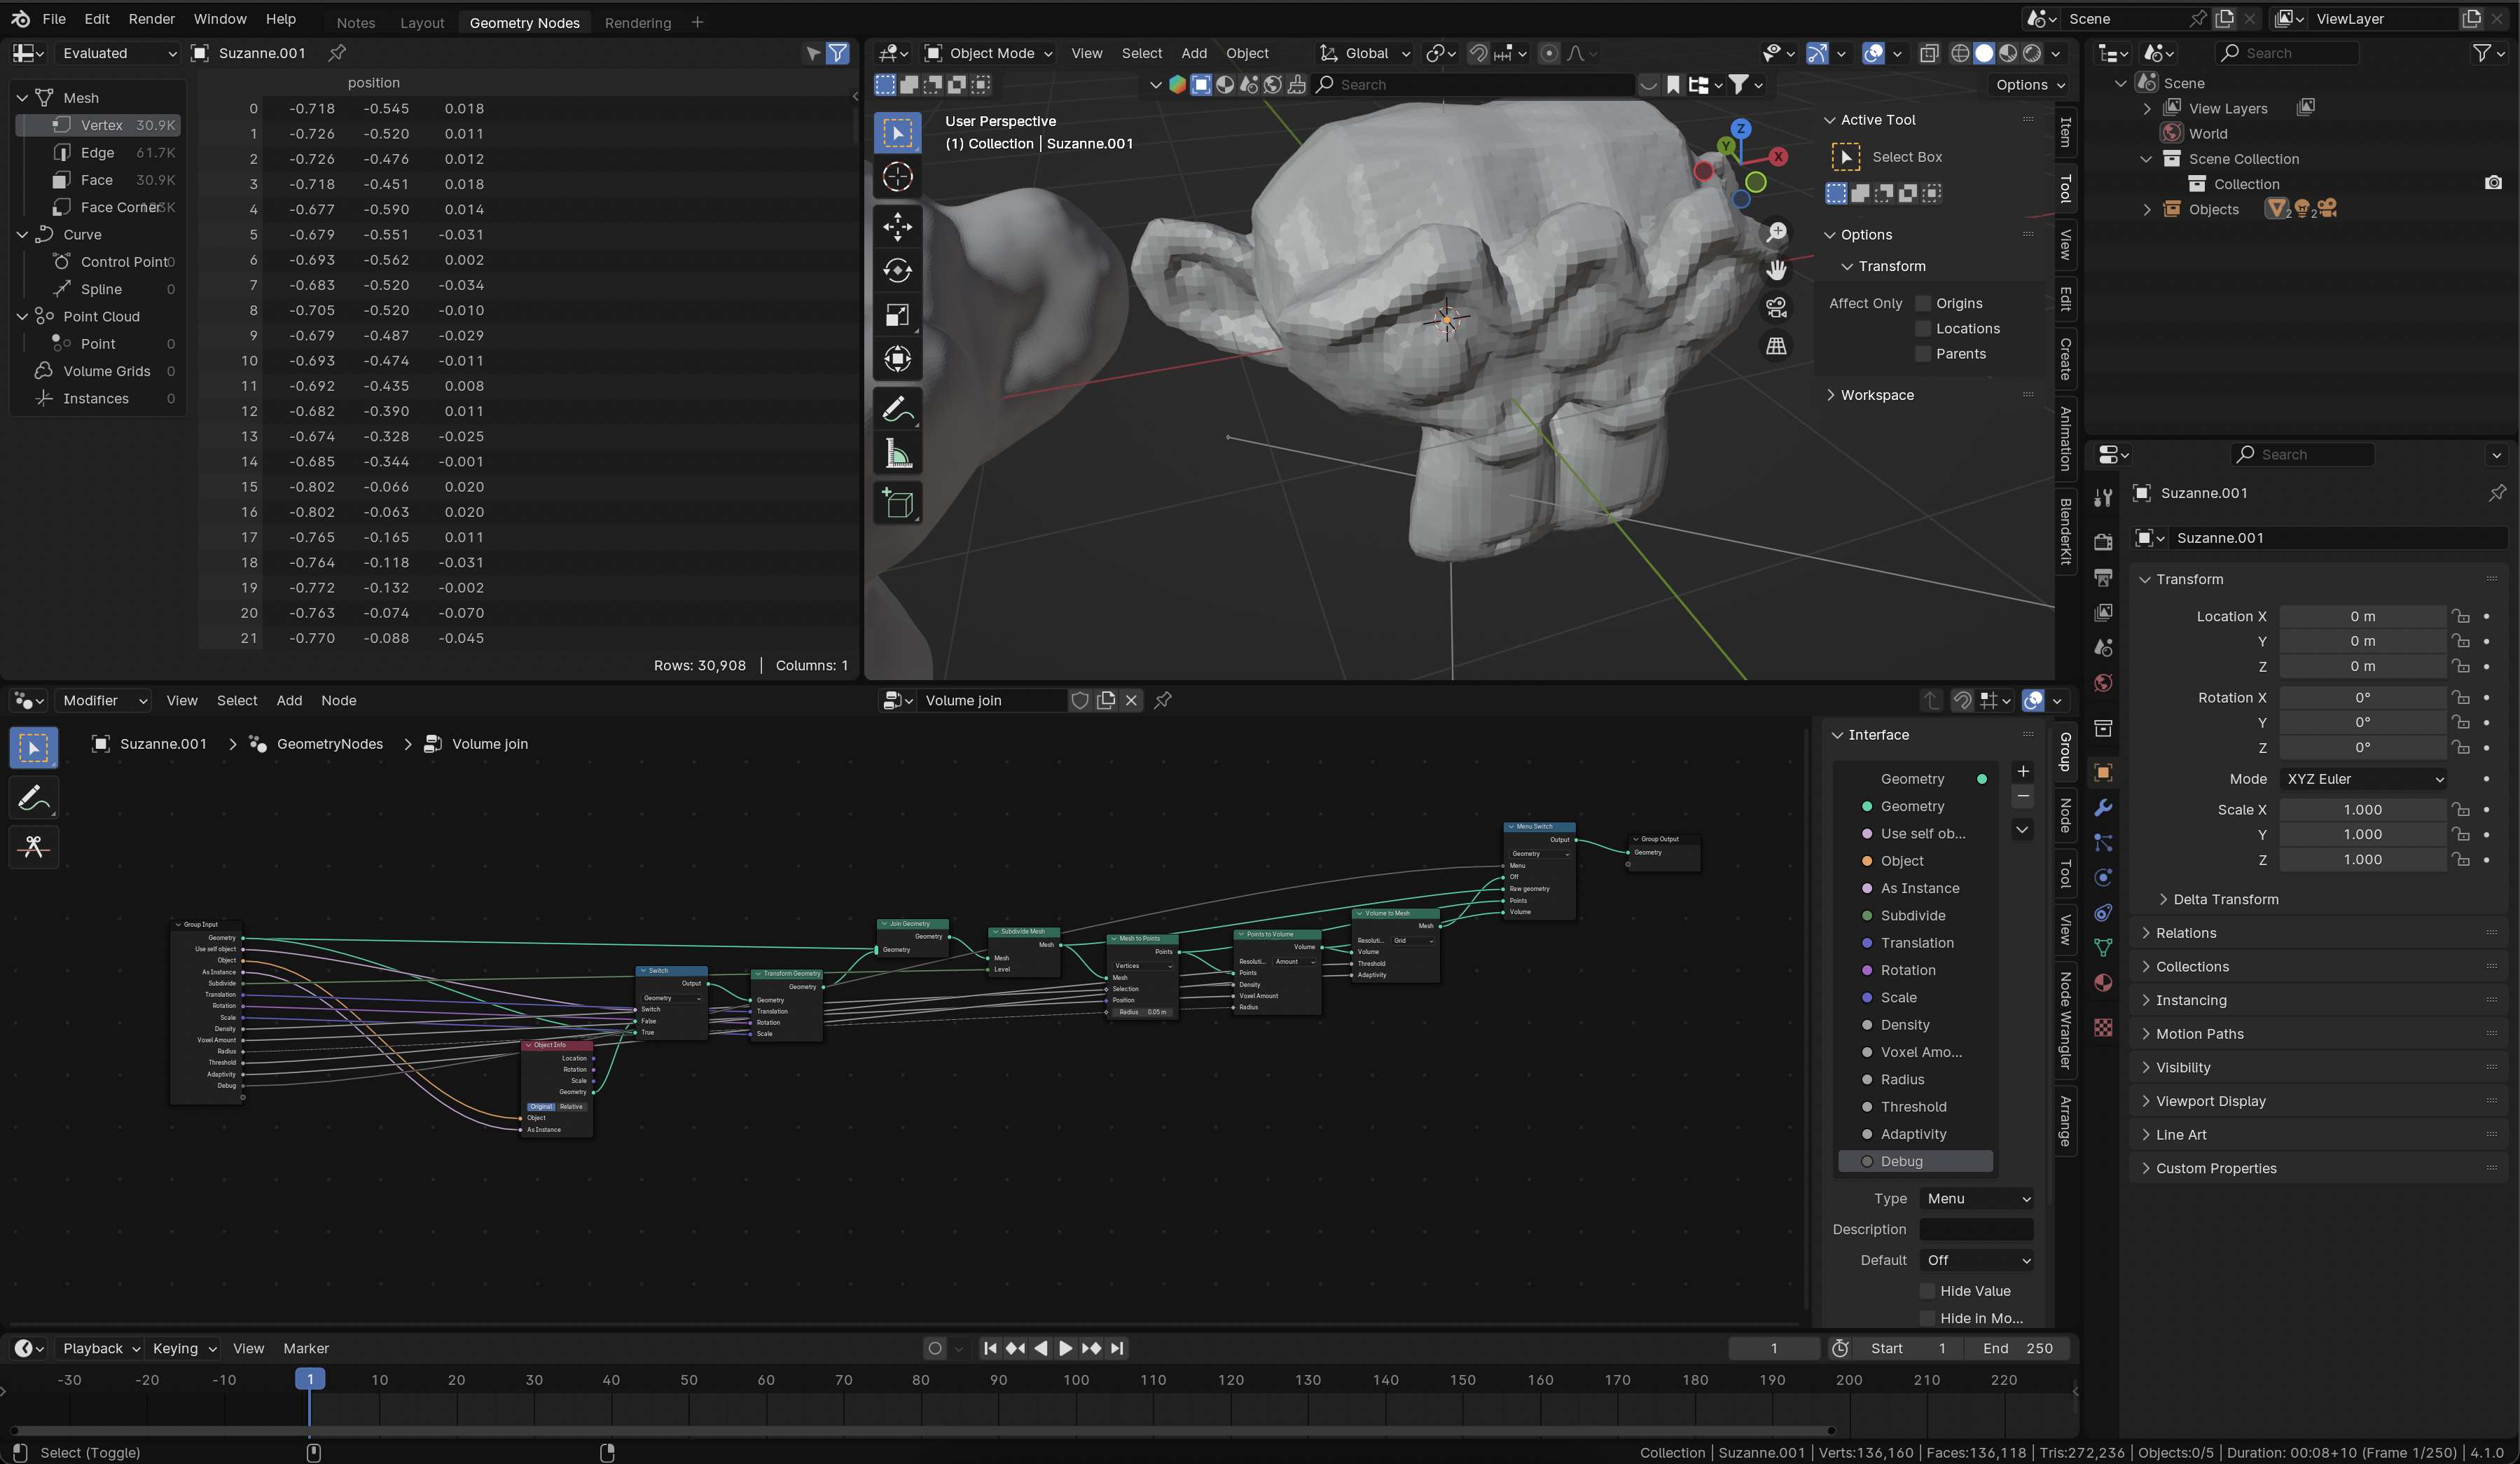 File Edit Render Window Help Notes Layout Geometry Nodes Rendering + Scene ViewLayer
Evaluated Suzanne.001
Mesh
Vertex 30.9K
Edge 61.7K
Face 30.9K
Face Corner
Curve
Control Point 0
Spline 0
Point Cloud
Point 0
Volume Grids 0
Instances 0
position
0 -0.718 -0.545 0.018
1 -0.726 -0.520 0.011
2 -0.726 -0.476 0.012
3 -0.718 -0.451 0.018
4 -0.677 -0.590 0.014
5 -0.679 -0.551 -0.031
6 -0.693 -0.562 0.002
7 -0.683 -0.520 -0.034
8 -0.705 -0.520 -0.010
9 -0.679 -0.487 -0.029
10 -0.693 -0.474 -0.011
11 -0.692 -0.435 0.008
12 -0.682 -0.390 0.011
13 -0.674 -0.328 -0.025
14 -0.685 -0.344 -0.001
15 -0.802 -0.066 0.020
16 -0.802 -0.063 0.020
17 -0.765 -0.165 0.011
18 -0.764 -0.118 -0.031
19 -0.772 -0.132 -0.002
20 -0.763 -0.074 -0.070
21 -0.770 -0.088 -0.045
Rows: 30,908 | Columns: 1
Object Mode View Select Add Object Global
Search Options
User Perspective
(1) Collection | Suzanne.001
Z
Y
X
Active Tool
Select Box
Options
Transform
Affect Only Origins
Locations
Parents
Workspace
Item
Tool
View
Edit
Create
Animation
BlenderKit
Search
Scene
View Layers
World
Scene Collection
Collection
Objects 2 2
Search
Suzanne.001
Suzanne.001
Transform
Location X 0 m
Y 0 m
Z 0 m
Rotation X 0°
Y 0°
Z 0°
Mode XYZ Euler
Scale X 1.000
Y 1.000
Z 1.000
Delta Transform
Relations
Collections
Instancing
Motion Paths
Visibility
Viewport Display
Line Art
Custom Properties
Modifier View Select Add Node Volume join
Suzanne.001 > GeometryNodes > Volume join
Group Input
Geometry
Use self object
Object
As Instance
Subdivide
Translation
Rotation
Scale
Density
Voxel Amount
Radius
Threshold
Adaptivity
Debug
Object Info
Location
Rotation
Scale
Geometry
Original Relative
Object
As Instance
Switch
Output
Geometry
Switch
False
True
Transform Geometry
Geometry
Geometry
Translation
Rotation
Scale
Join Geometry
Geometry
Geometry
Subdivide Mesh
Mesh
Mesh
Level
Mesh to Points
Points
Vertices
Mesh
Selection
Position
Radius 0.05 m
Points to Volume
Volume
Resoluti... Amount
Points
Density
Voxel Amount
Radius
Volume to Mesh
Mesh
Resoluti... Grid
Volume
Threshold
Adaptivity
Menu Switch
Output
Geometry
Menu
Off
Raw geometry
Points
Volume
Group Output
Geometry
Interface
Geometry
Geometry
Use self ob...
Object
As Instance
Subdivide
Translation
Rotation
Scale
Density
Voxel Amo...
Radius
Threshold
Adaptivity
Debug
Type Menu
Description
Default Off
Hide Value
Hide in Mo...
Group
Node
Tool
View
Node Wrangler
Arrange
Playback Keying View Marker 1 Start 1 End 250
-30 -20 -10 1 10 20 30 40 50 60 70 80 90 100 110 120 130 140 150 160 170 180 190 200 210 220
Select (Toggle) Collection | Suzanne.001 | Verts:136,160 | Faces:136,118 | Tris:272,236 | Objects:0/5 | Duration: 00:08+10 (Frame 1/250) | 4.1.0